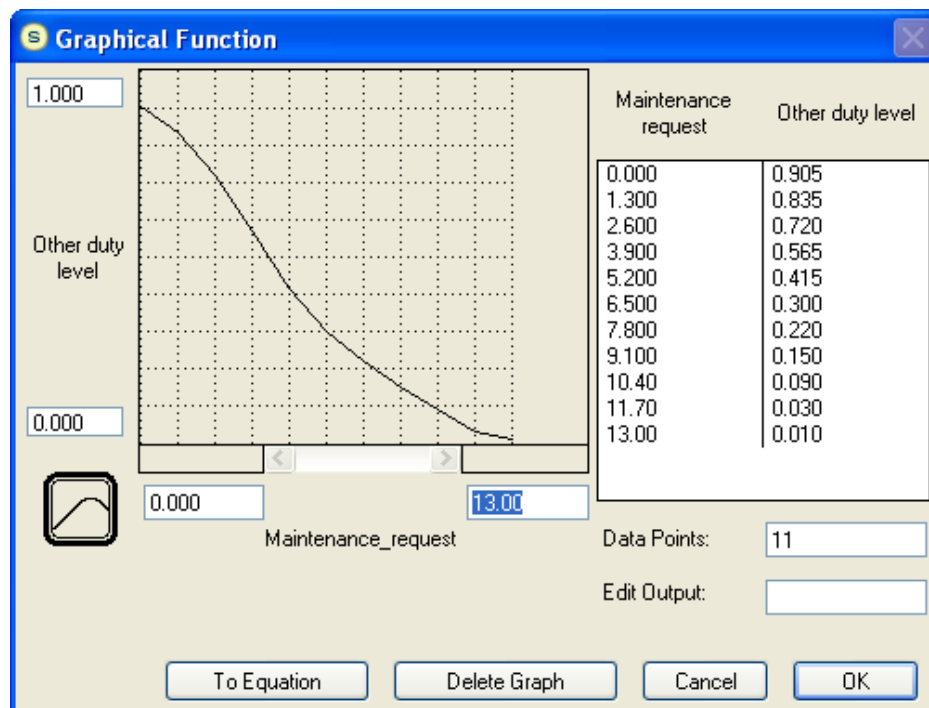 S Graphical Function
1.000
Maintenance
request
Other duty level
0.000 0.905
1.300 0.835
2.600 0.720
3.900 0.565
5.200 0.415
6.500 0.300
7.800 0.220
9.100 0.150
10.40 0.090
11.70 0.030
13.00 0.010
Other duty
level
0.000
0.000
13.00
Maintenance_request
Data Points: 11
Edit Output:
To Equation Delete Graph Cancel OK